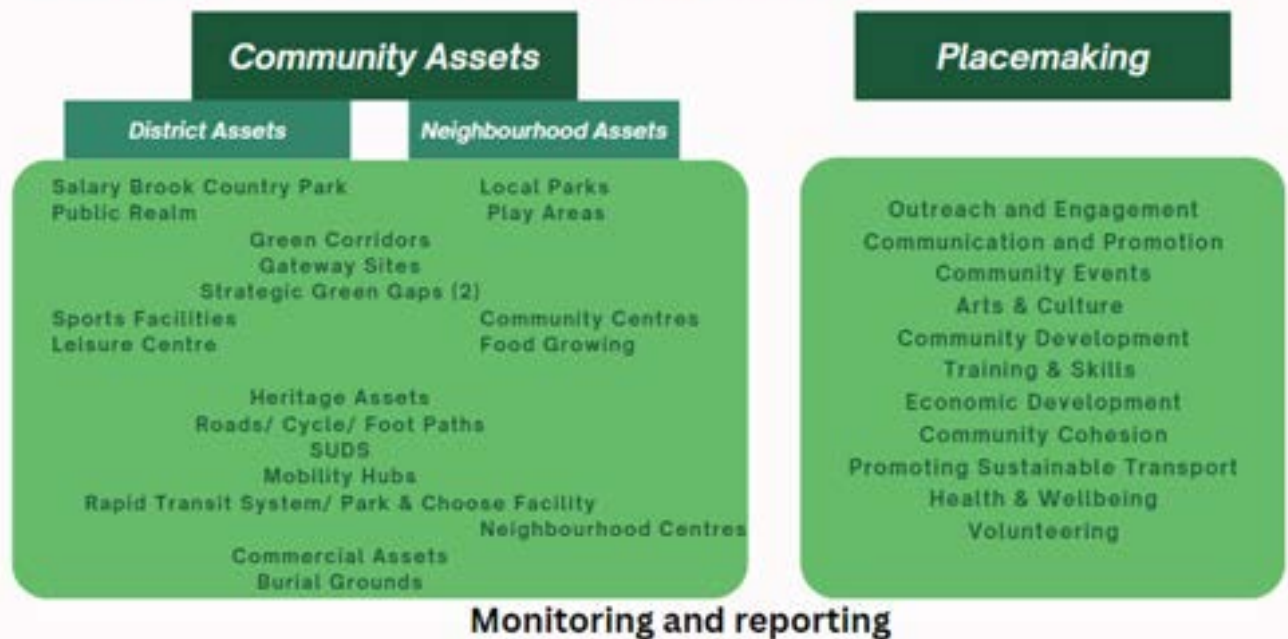 Community Assets
District Assets
Neighbourhood Assets
Salary Brook Country Park
Local Parks
Public Realm
Play Areas
Green Corridors
Gateway Sites
Strategic Green Gaps (2)
Sports Facilities
Community Centres
Leisure Centre
Food Growing
Heritage Assets
Roads/ Cycle/ Foot Paths
SUDS
Mobility Hubs
Rapid Transit System/ Park & Choose Facility
Neighbourhood Centres
Commercial Assets
Burial Grounds
Placemaking
Outreach and Engagement
Communication and Promotion
Community Events
Arts & Culture
Community Development
Training & Skills
Economic Development
Community Cohesion
Promoting Sustainable Transport
Health & Wellbeing
Volunteering
Monitoring and reporting